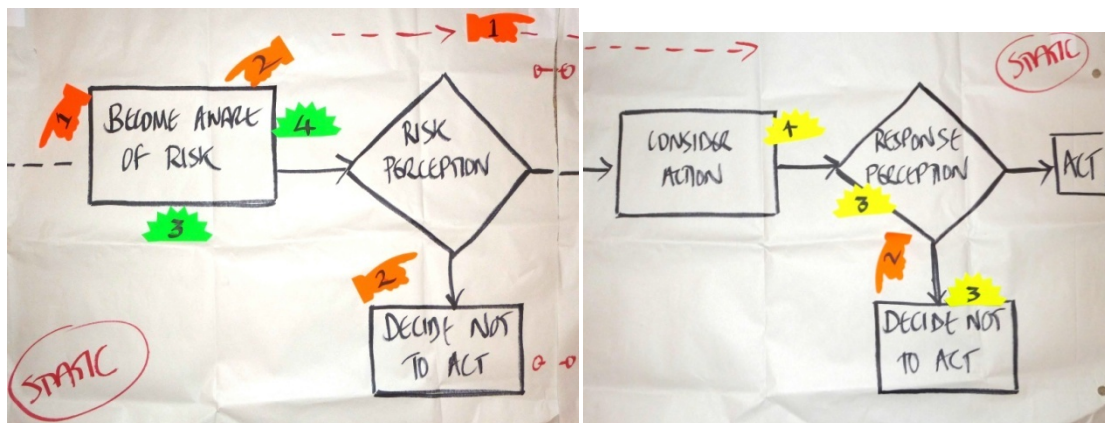 1
2
1
BECOME AWARE
OF RISK
4
RISK
PERCEPTION
3
2
DECIDE NOT
TO ACT
STATIC
STATIC
CONSIDER
ACTION
4
RESPONSE
PERCEPTION
ACT
3
2
3
DECIDE NOT
TO ACT